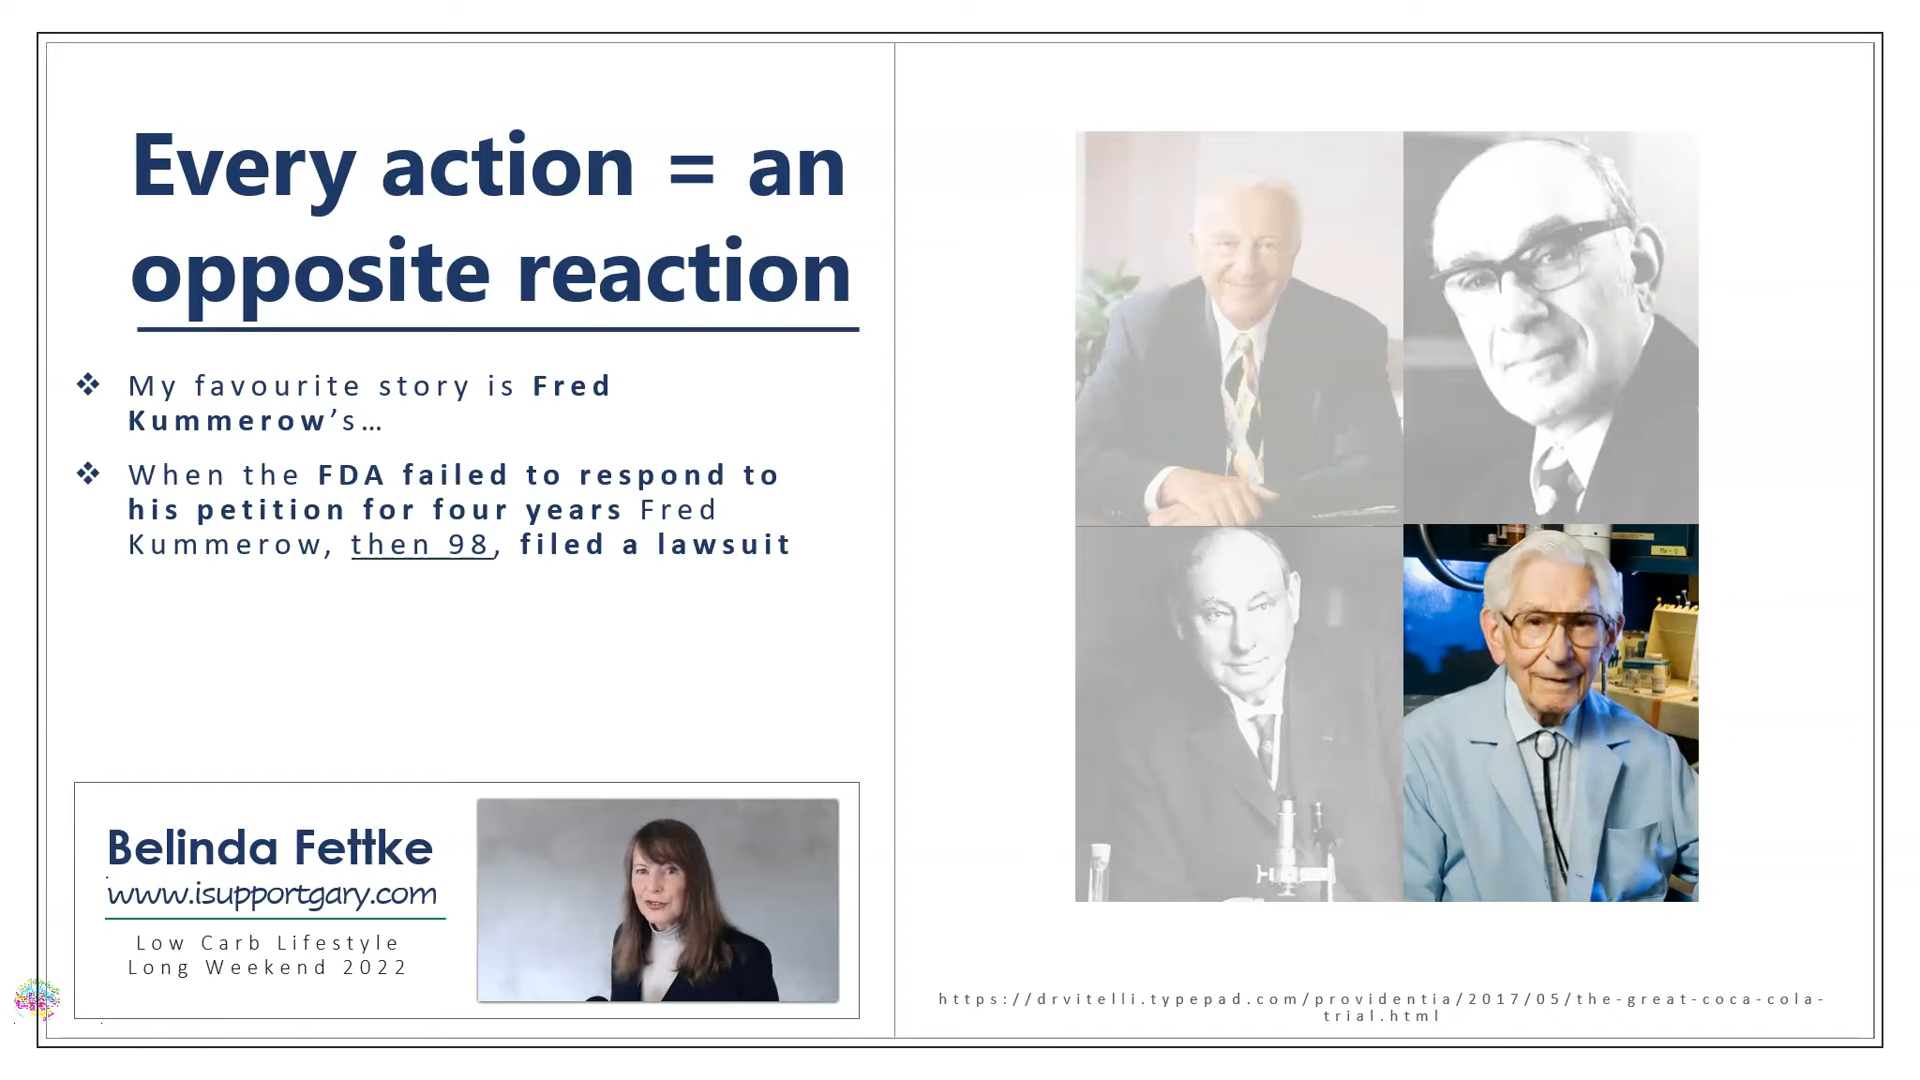 Every action = an
opposite reaction
❖ My favourite story is Fred
Kummerow’s…
❖ When the FDA failed to respond to
his petition for four years Fred
Kummerow, then 98, filed a lawsuit
Belinda Fettke
www.isupportgary.com
Low Carb Lifestyle
Long Weekend 2022
https://drvitelli.typepad.com/providentia/2017/05/the-great-coca-cola-
trial.html